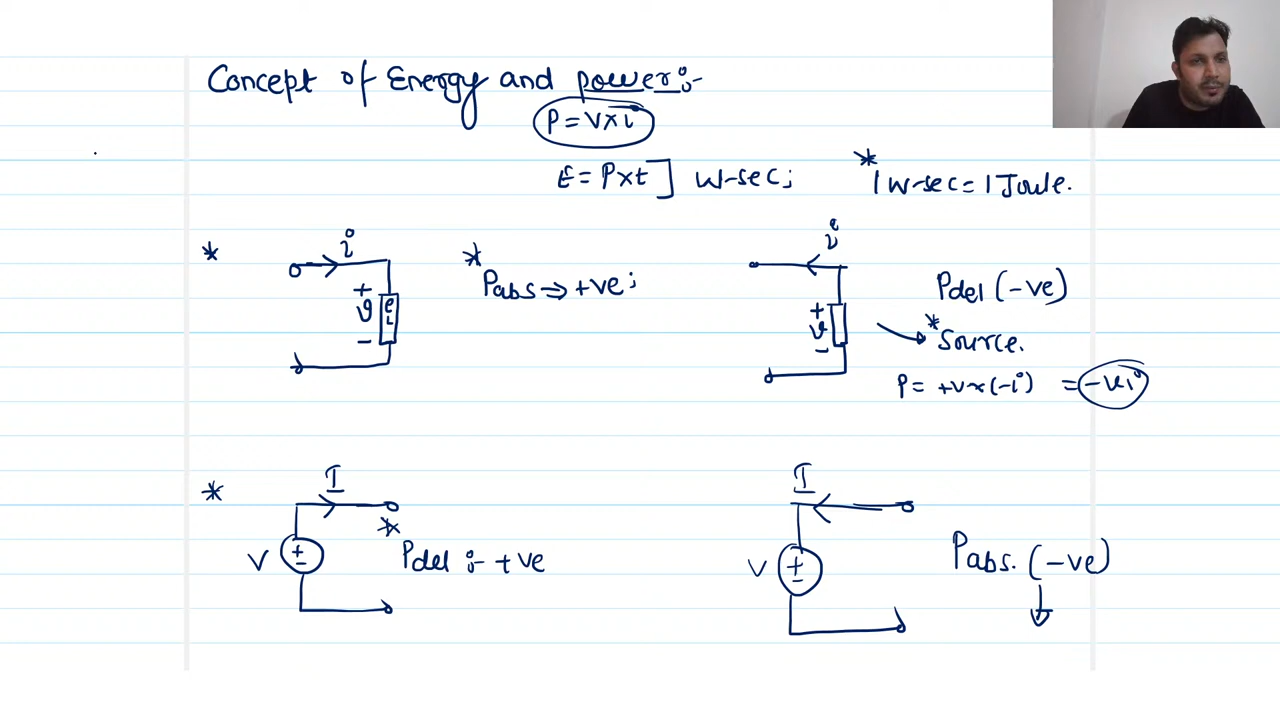 Concept of Energy and power:-
P = V x i
E = P x t ] W-sec;
* 1 W-sec = 1 Joule.
* i
+ v - eL
* Pabs ⇒ +ve;
i
+ v -
Pdel (-ve)
* Source.
P = +V x (-i) = -Vi
* I
V + -
* Pdel :- +ve
I
V + -
Pabs. (-ve)